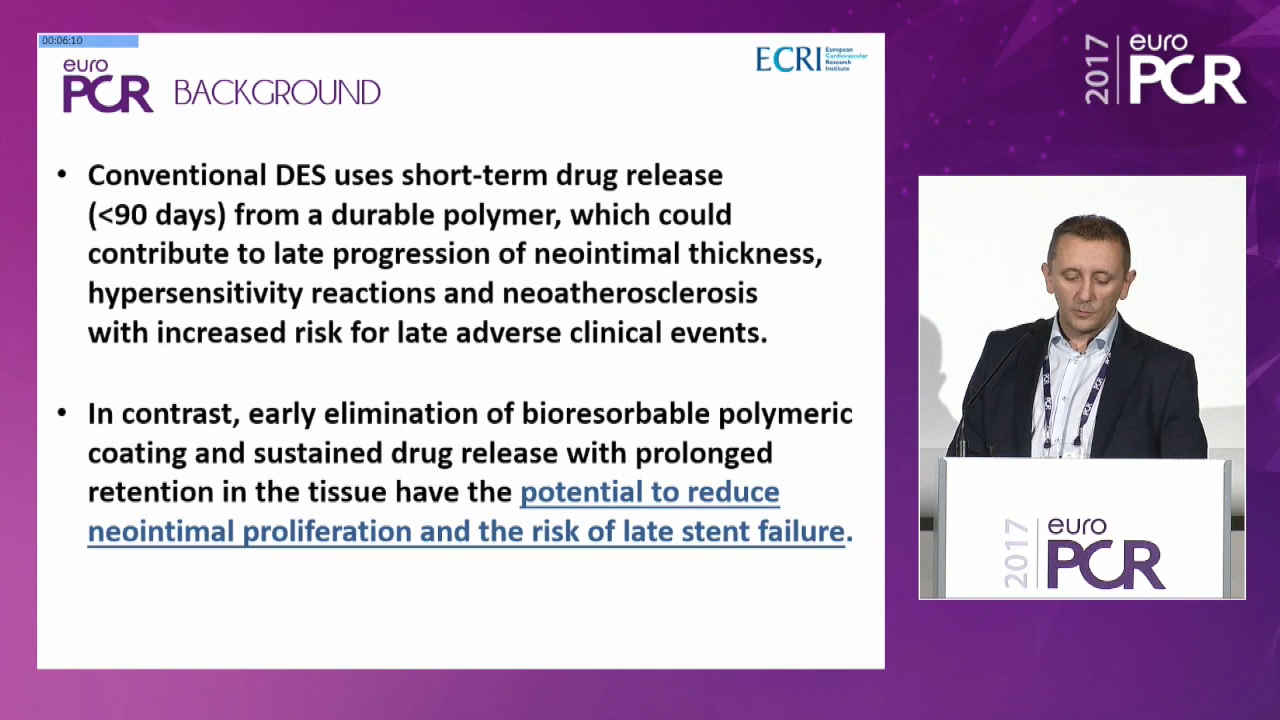 00:06:10
euro
PCR
BACKGROUND
ECRI
European
Cardiovascular
Research
Institute
• Conventional DES uses short-term drug release
(<90 days) from a durable polymer, which could
contribute to late progression of neointimal thickness,
hypersensitivity reactions and neoatherosclerosis
with increased risk for late adverse clinical events.
• In contrast, early elimination of bioresorbable polymeric
coating and sustained drug release with prolonged
retention in the tissue have the potential to reduce
neointimal proliferation and the risk of late stent failure.
2017
euro
PCR
PCR
PCR
2017
euro
PCR